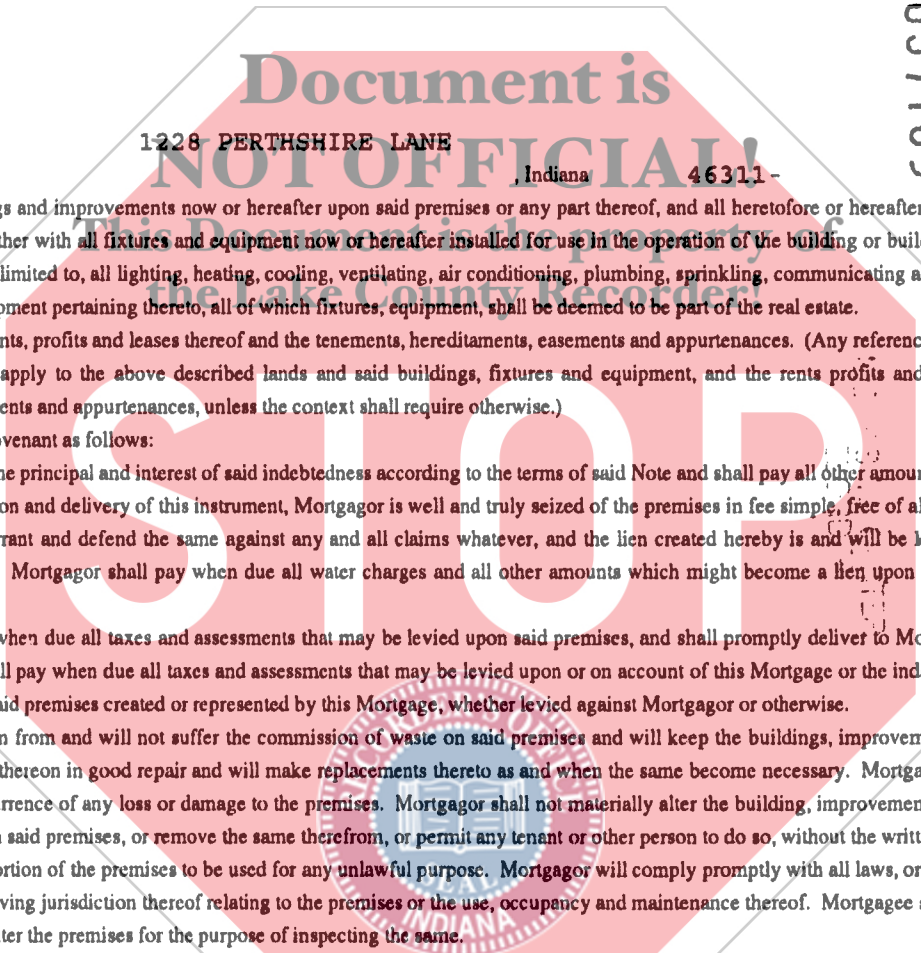 Document is
1228 PERTHSHIRE LANE
NOT OFFICIAL!
, Indiana 46311-
gs and improvements now or hereafter upon said premises or any part thereof, and all heretofore or hereafter
This Document is the property of
ther with all fixtures and equipment now or hereafter installed for use in the operation of the building or buil
limited to, all lighting, heating, cooling, ventilating, air conditioning, plumbing, sprinkling, communicating a
the Lake County Recorder!
pment pertaining thereto, all of which fixtures, equipment, shall be deemed to be part of the real estate.
nts, profits and leases thereof and the tenements, hereditaments, easements and appurtenances. (Any referenc
apply to the above described lands and said buildings, fixtures and equipment, and the rents profits and
ents and appurtenances, unless the context shall require otherwise.)
ovenant as follows:
STOP
he principal and interest of said indebtedness according to the terms of said Note and shall pay all other amoun
on and delivery of this instrument, Mortgagor is well and truly seized of the premises in fee simple, free of al
rrant and defend the same against any and all claims whatever, and the lien created hereby is and will be k
Mortgagor shall pay when due all water charges and all other amounts which might become a lien upon
when due all taxes and assessments that may be levied upon said premises, and shall promptly deliver to Mo
ll pay when due all taxes and assessments that may be levied upon or on account of this Mortgage or the ind
aid premises created or represented by this Mortgage, whether levied against Mortgagor or otherwise.
n from and will not suffer the commission of waste on said premises and will keep the buildings, improvem
thereon in good repair and will make replacements thereto as and when the same become necessary. Mortga
urrence of any loss or damage to the premises. Mortgagor shall not materially alter the building, improvemen
n said premises, or remove the same therefrom, or permit any tenant or other person to do so, without the writt
ortion of the premises to be used for any unlawful purpose. Mortgagor will comply promptly with all laws, or
SEAL
ving jurisdiction thereof relating to the premises or the use, occupancy and maintenance thereof. Mortgagee s
INDIANA
ter the premises for the purpose of inspecting the same.